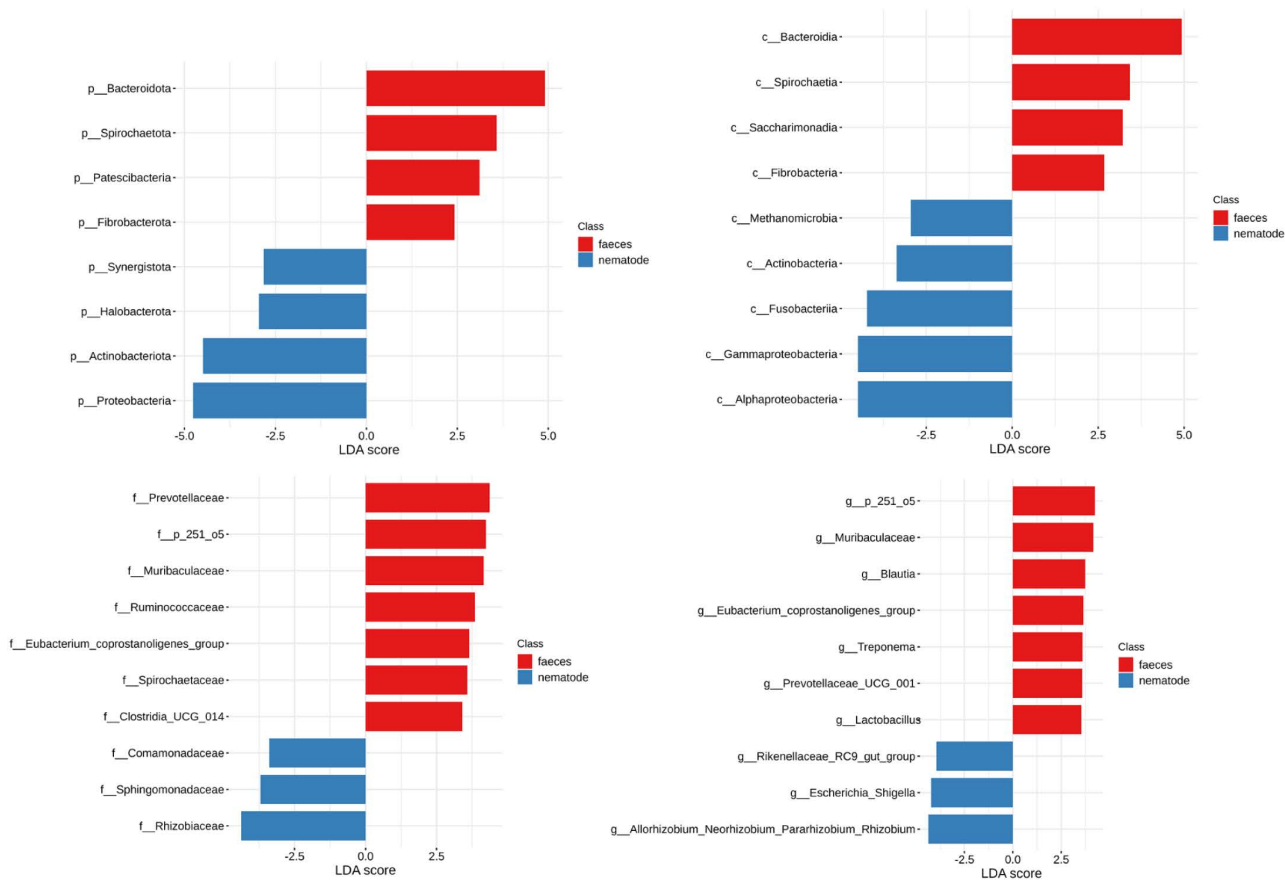 p__Bacteroidota
p__Spirochaetota
p__Patescibacteria
p__Fibrobacterota
p__Synergistota
p__Halobacterota
p__Actinobacteriota
p__Proteobacteria
-5.0 -2.5 0.0 2.5 5.0
LDA score
Class
faeces
nematode
c__Bacteroidia
c__Spirochaetia
c__Saccharimonadia
c__Fibrobacteria
c__Methanomicrobia
c__Actinobacteria
c__Fusobacteriia
c__Gammaproteobacteria
c__Alphaproteobacteria
-2.5 0.0 2.5 5.0
LDA score
Class
faeces
nematode
f__Prevotellaceae
f__p_251_o5
f__Muribaculaceae
f__Ruminococcaceae
f__Eubacterium_coprostanoligenes_group
f__Spirochaetaceae
f__Clostridia_UCG_014
f__Comamonadaceae
f__Sphingomonadaceae
f__Rhizobiaceae
-2.5 0.0 2.5
LDA score
Class
faeces
nematode
g__p_251_o5
g__Muribaculaceae
g__Blautia
g__Eubacterium_coprostanoligenes_group
g__Treponema
g__Prevotellaceae_UCG_001
g__Lactobacillus
g__Rikenellaceae_RC9_gut_group
g__Escherichia_Shigella
g__Allorhizobium_Neorhizobium_Pararhizobium_Rhizobium
-2.5 0.0 2.5
LDA score
Class
faeces
nematode